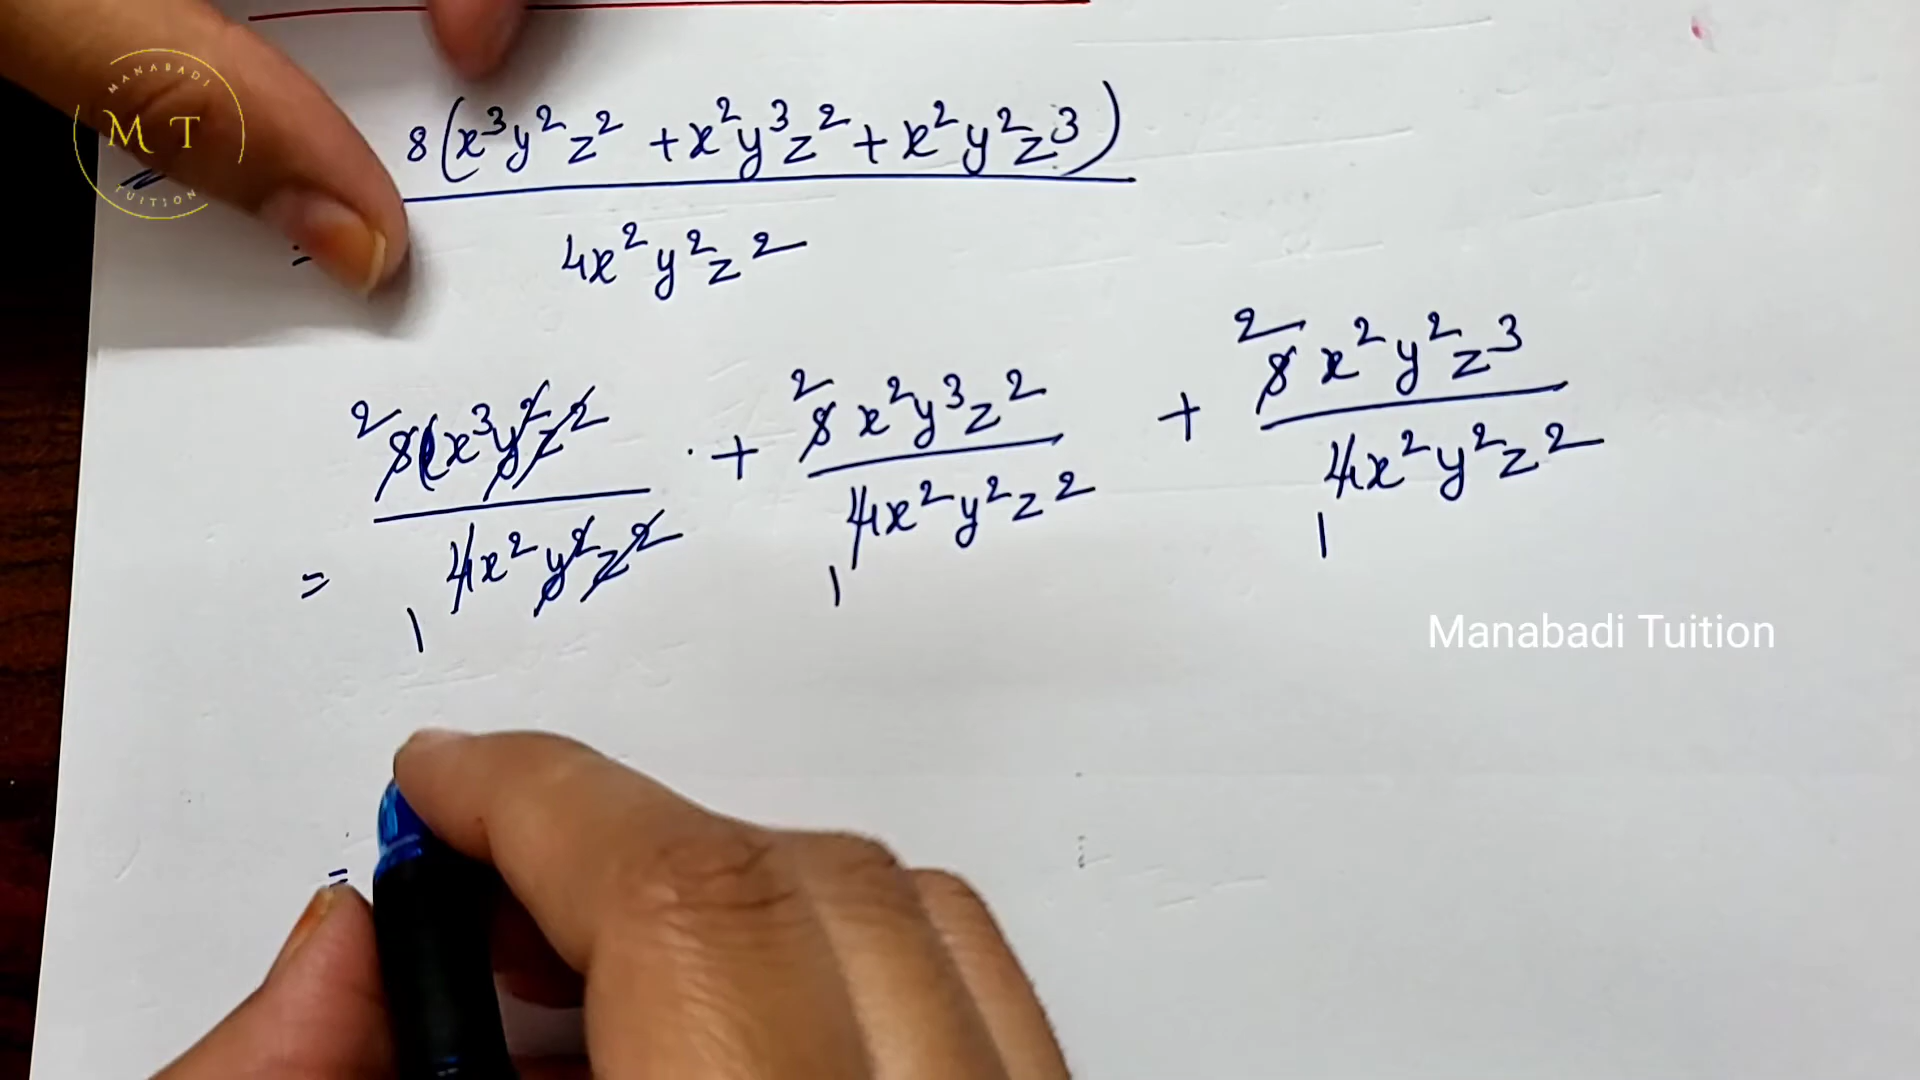 MANABADI
M T
TUITION
8(x³y²z² + x²y³z² + x²y²z³)
4x²y²z²
=
2 2 2
8(x³y²z² + 8x²y³z² + 8x²y²z³
= 4x²y²z² 4x²y²z² 4x²y²z²
1 1 1
Manabadi Tuition
=